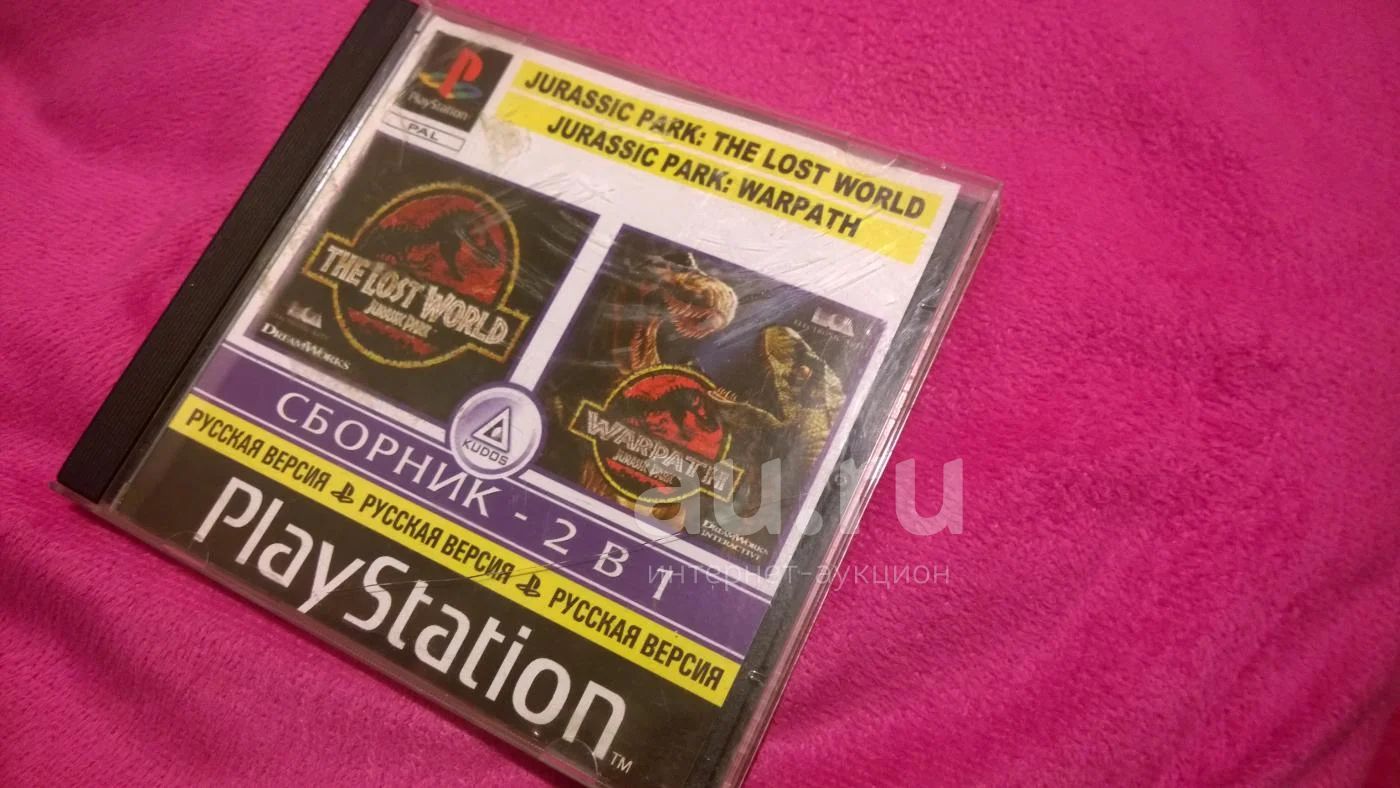 PlayStation
PAL
JURASSIC PARK: THE LOST WORLD
JURASSIC PARK: WARPATH
THE LOST WORLD
JURASSIC PARK
DREAMWORKS
WARPATH
JURASSIC PARK
DREAMWORKS
INTERACTIVE
KUDOS
СБОРНИК - 2 В 1
РУССКАЯ ВЕРСИЯ РУССКАЯ ВЕРСИЯ РУССКАЯ ВЕРСИЯ
PlayStation
TM
au.ru
интернет-аукцион